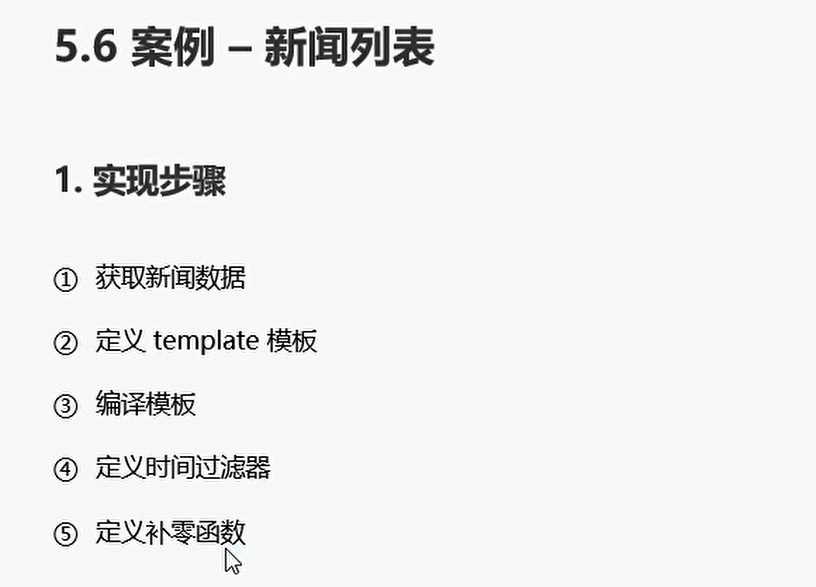 5.6 案例 – 新闻列表
1. 实现步骤
① 获取新闻数据
② 定义 template 模板
③ 编译模板
④ 定义时间过滤器
⑤ 定义补零函数